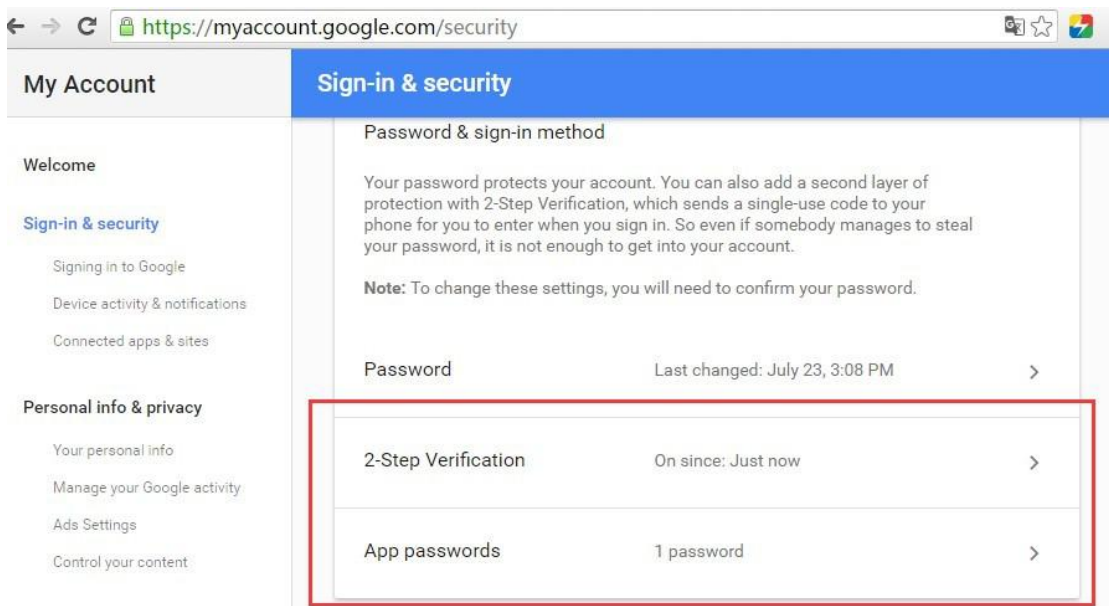 https://myaccount.google.com/security
My Account
Sign-in & security
Welcome
Sign-in & security
Signing in to Google
Device activity & notifications
Connected apps & sites
Personal info & privacy
Your personal info
Manage your Google activity
Ads Settings
Control your content
Password & sign-in method
Your password protects your account. You can also add a second layer of
protection with 2-Step Verification, which sends a single-use code to your
phone for you to enter when you sign in. So even if somebody manages to steal
your password, it is not enough to get into your account.
Note: To change these settings, you will need to confirm your password.
Password Last changed: July 23, 3:08 PM
2-Step Verification On since: Just now
App passwords 1 password